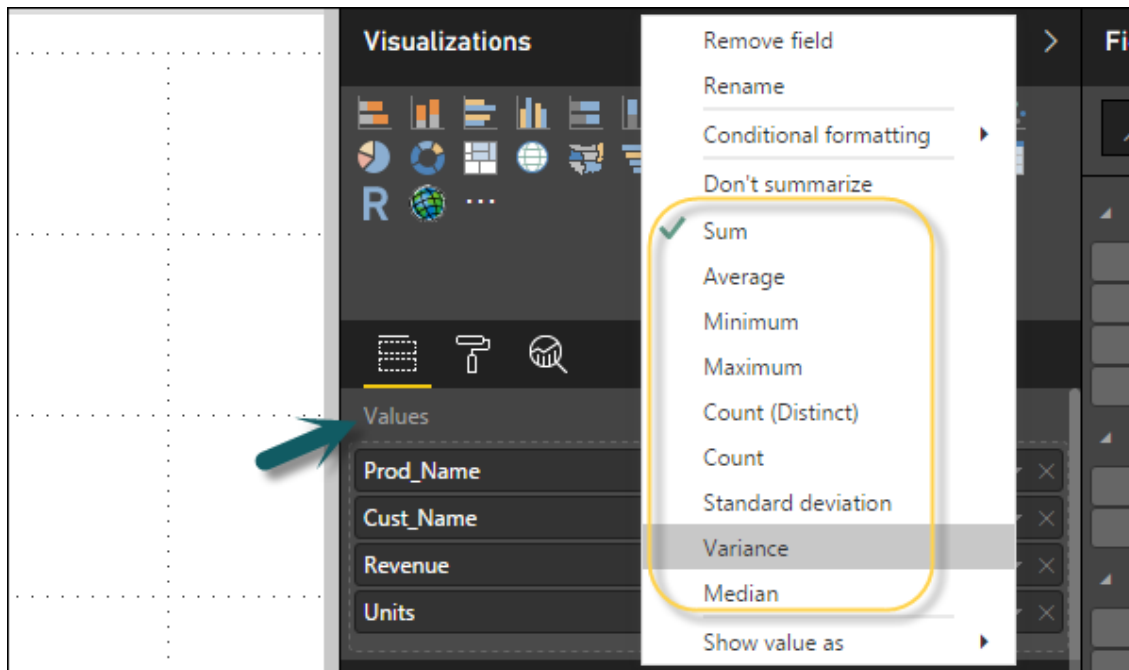 Visualizations
Remove field
Rename
Conditional formatting
Don't summarize
Sum
Average
Minimum
Maximum
Count (Distinct)
Count
Standard deviation
Variance
Median
Show value as
R
Values
Prod_Name
Cust_Name
Revenue
Units